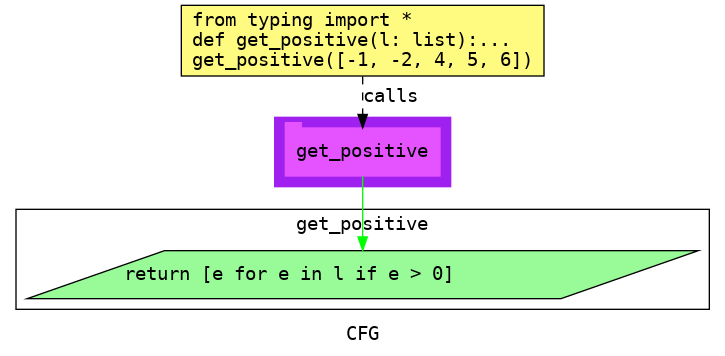 from typing import *
def get_positive(l: list):...
get_positive([-1, -2, 4, 5, 6])
calls
get_positive
get_positive
return [e for e in l if e > 0]
CFG